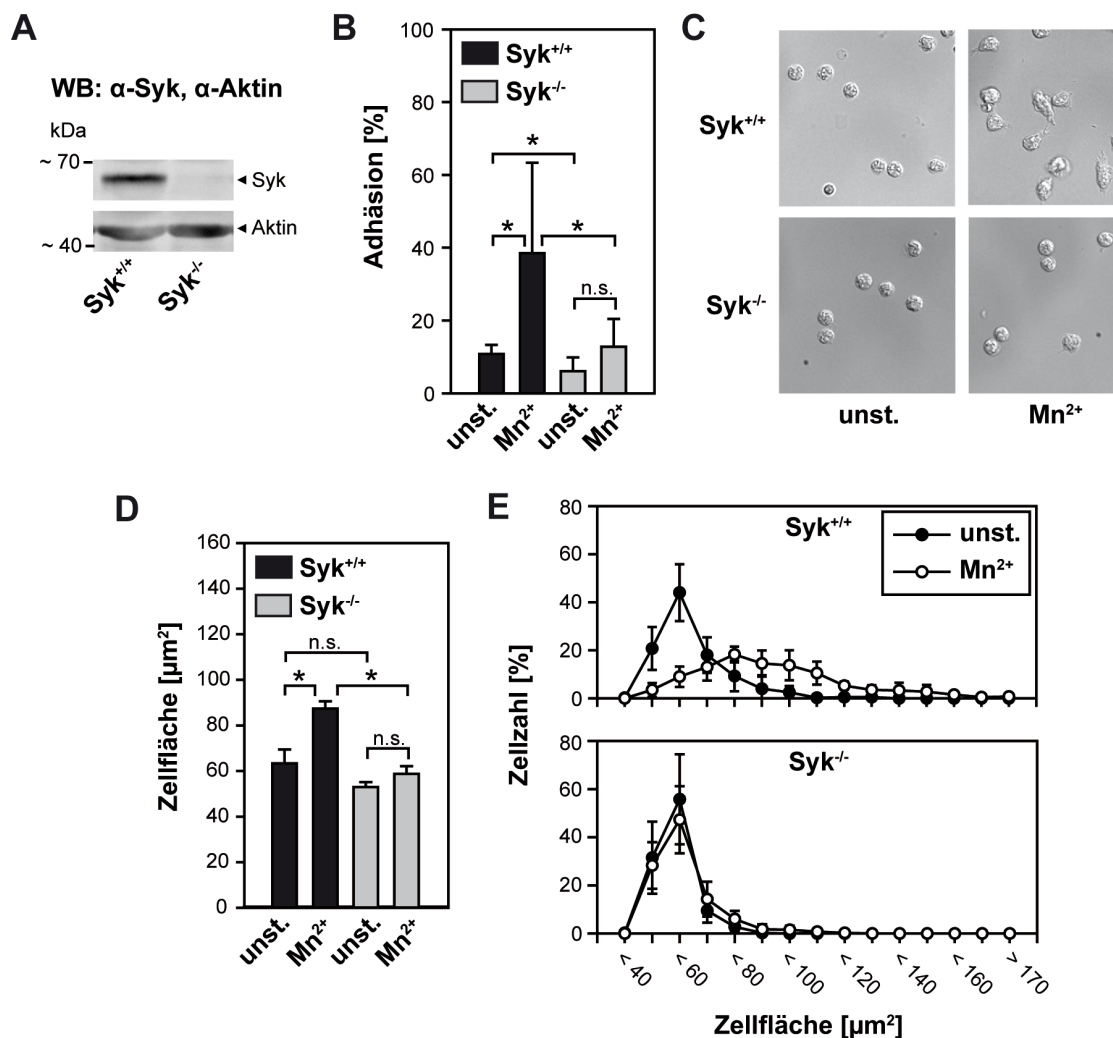 A
WB: α-Syk, α-Aktin
kDa
~ 70
Syk
Aktin
~ 40
Syk+/+
Syk-/-
B
Adhäsion [%]
100
80
60
40
20
0
Syk+/+
Syk-/-
*
*
*
n.s.
unst.
Mn2+
unst.
Mn2+
C
Syk+/+
Syk-/-
unst.
Mn2+
D
Zellfläche [µm2]
160
140
120
100
80
60
40
20
0
Syk+/+
Syk-/-
n.s.
*
*
n.s.
unst.
Mn2+
unst.
Mn2+
E
Zellzahl [%]
80
60
40
20
0
Syk+/+
unst.
Mn2+
80
60
40
20
0
Syk-/-
< 40
< 60
< 80
< 100
< 120
< 140
< 160
> 170
Zellfläche [µm2]